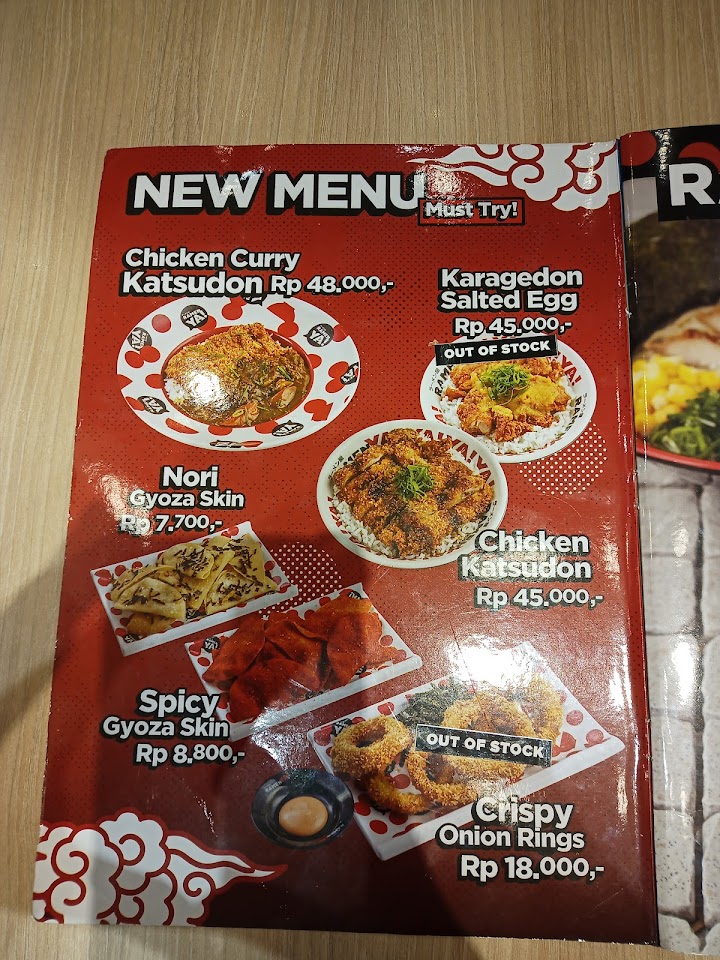 NEW MENU
Must Try!
Chicken Curry
Katsudon Rp 48.000,-
Karagedon
Salted Egg
Rp 45.000,-
OUT OF STOCK
Nori
Gyoza Skin
Rp 7.700,-
Chicken
Katsudon
Rp 45.000,-
Spicy
Gyoza Skin
Rp 8.800,-
OUT OF STOCK
Crispy
Onion Rings
Rp 18.000,-